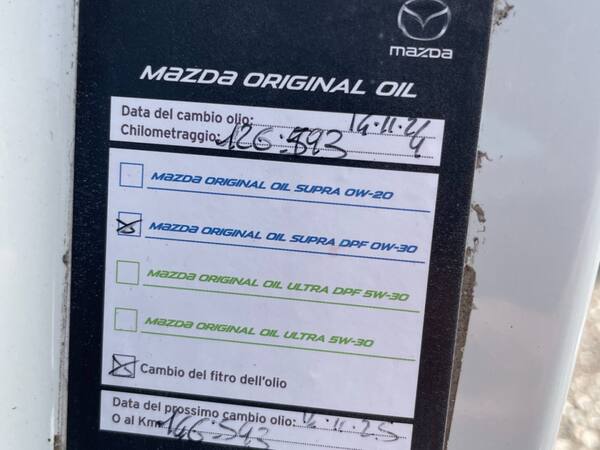 mazda
MAZDA ORIGINAL OIL
Data del cambio olio: 14.11.24
Chilometraggio: 126.593
MAZDA ORIGINAL OIL SUPRA 0W-20
MAZDA ORIGINAL OIL SUPRA DPF 0W-30
MAZDA ORIGINAL OIL ULTRA DPF 5W-30
MAZDA ORIGINAL OIL ULTRA 5W-30
Cambio del fitro dell'olio
Data del prossimo cambio olio: 14.11.25
O al Km 146.593